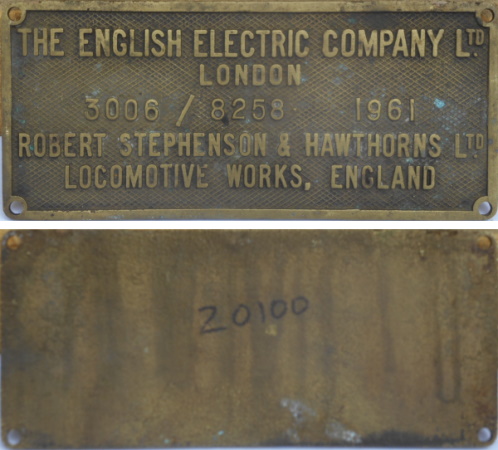 THE ENGLISH ELECTRIC COMPANY LTD
LONDON
3006 / 8258 1961
ROBERT STEPHENSON & HAWTHORNS LTD
LOCOMOTIVE WORKS, ENGLAND
20100